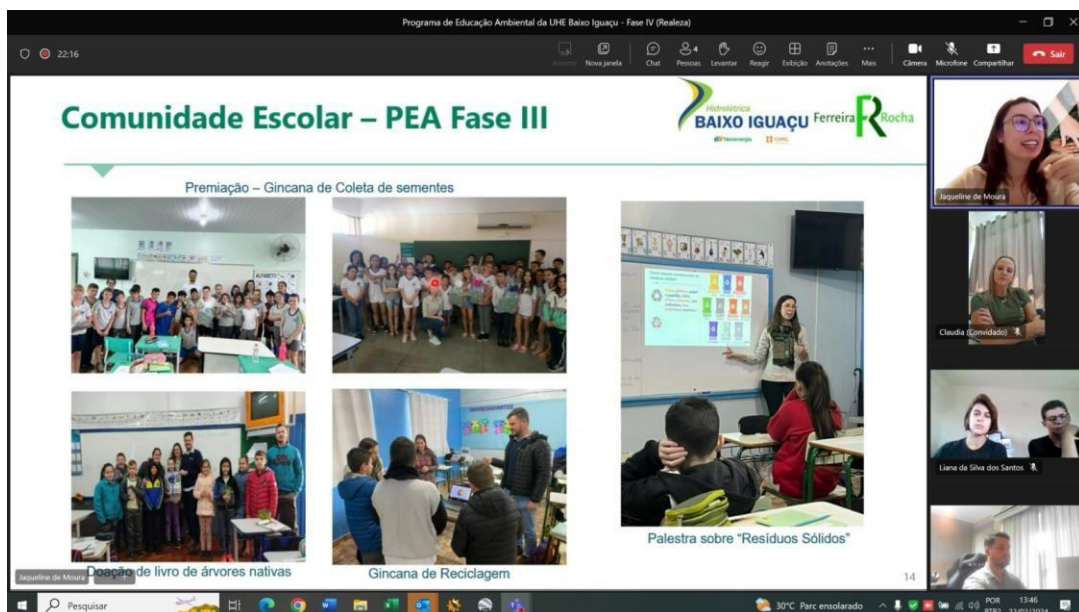 Programa de Educação Ambiental da UHE Baixo Iguaçu - Fase IV (Realeza)
22:16
Nova janela
Chat
Pessoas
4
Levantar
Reagir
Exibição
Anotações
Mais
Câmera
Microfone
Compartilhar
Sair
Comunidade Escolar – PEA Fase III
Hidrelétrica
BAIXO IGUAÇU
Neoenergia
Ferreira Rocha
Premiação – Gincana de Coleta de sementes
ALFABETO
Doação de livro de árvores nativas
Gincana de Reciclagem
Palestra sobre “Resíduos Sólidos”
14
Jaqueline de Moura
Jaqueline de Moura
Claudia (Convidado)
Liana da Silva dos Santos
Pesquisar
30°C Parc ensolarado
POR
PTB2
13:46